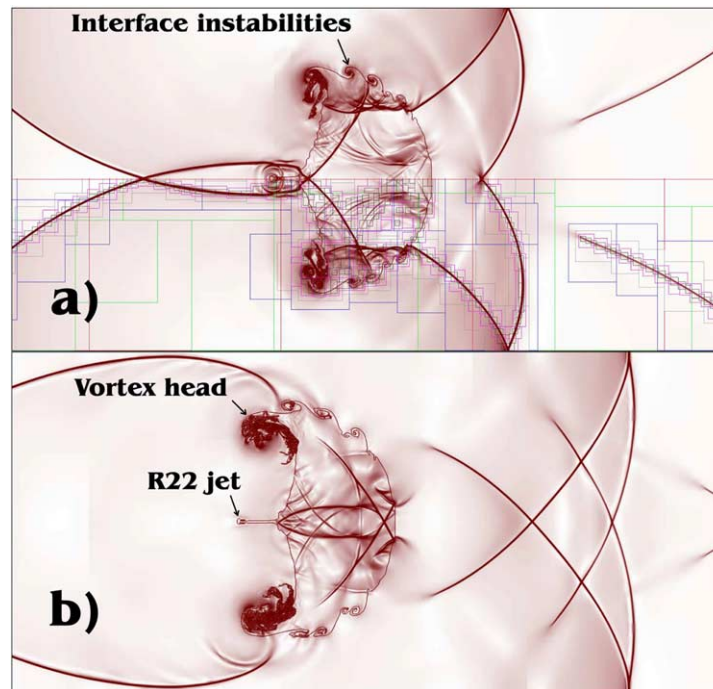 Interface instabilities
a)
Vortex head
R22 jet
b)